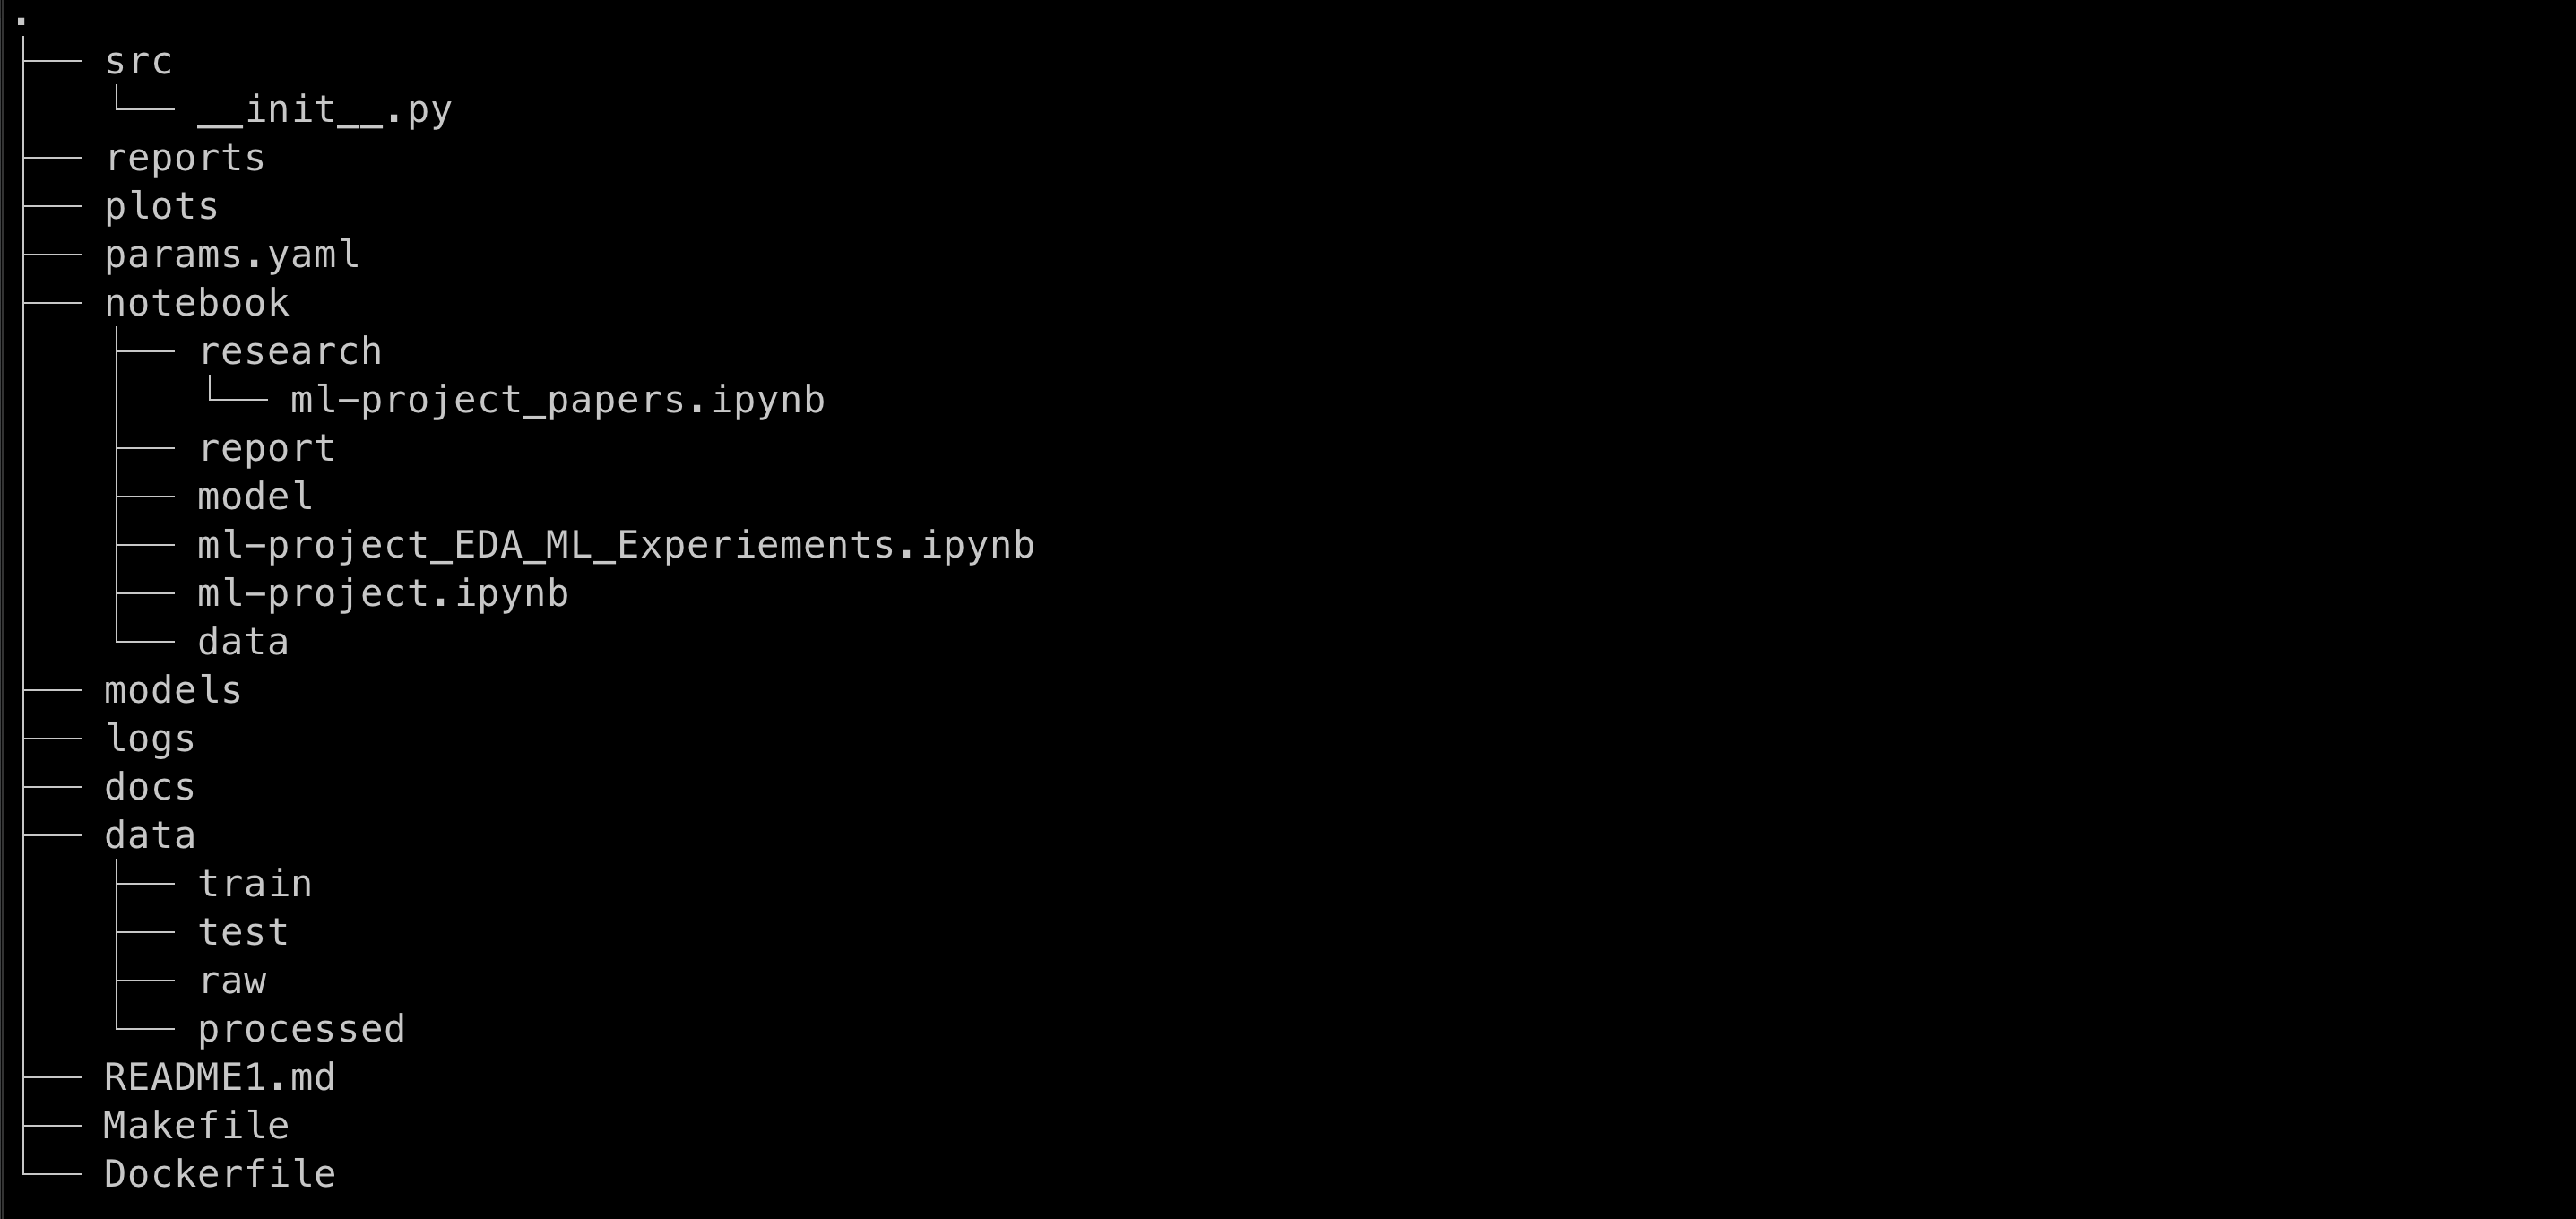 .
├── src
│   └── __init__.py
├── reports
├── plots
├── params.yaml
├── notebook
│   ├── research
│   │   └── ml-project_papers.ipynb
│   ├── report
│   ├── model
│   ├── ml-project_EDA_ML_Experiements.ipynb
│   ├── ml-project.ipynb
│   └── data
├── models
├── logs
├── docs
├── data
│   ├── train
│   ├── test
│   ├── raw
│   └── processed
├── README1.md
├── Makefile
└── Dockerfile